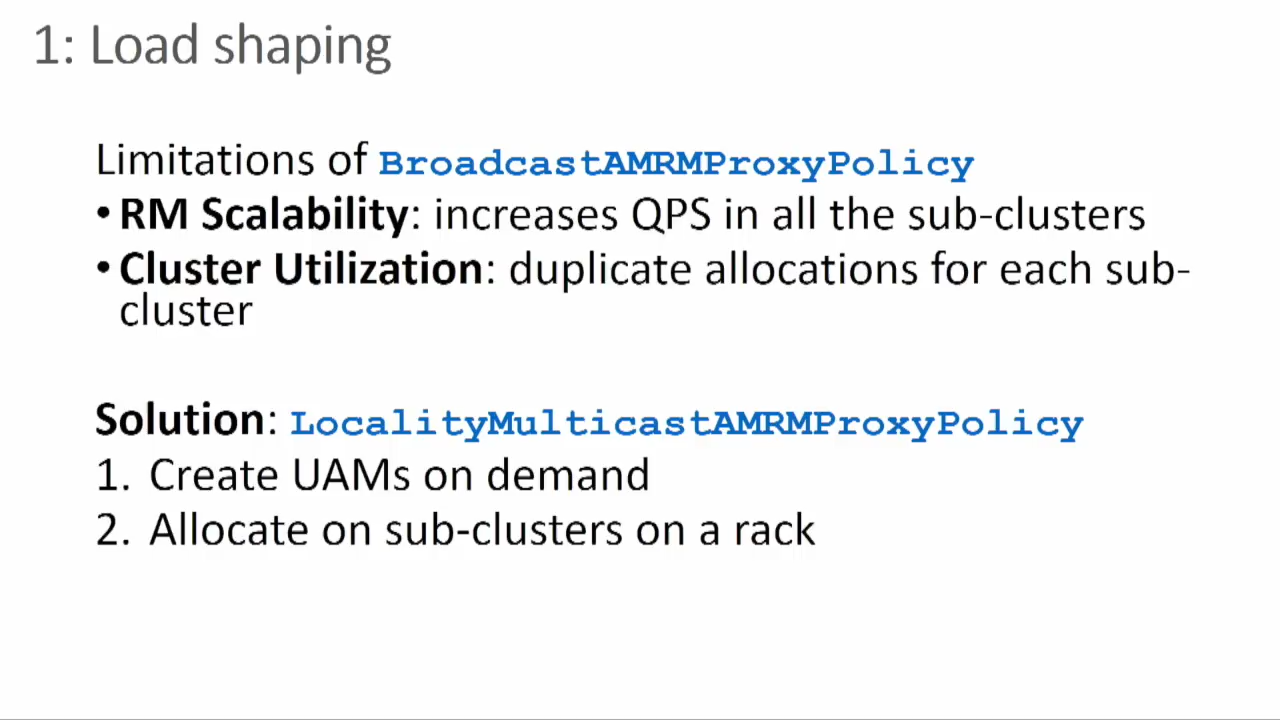 1: Load shaping
Limitations of BroadcastAMRMProxyPolicy
• RM Scalability: increases QPS in all the sub-clusters
• Cluster Utilization: duplicate allocations for each sub-
cluster
Solution: LocalityMulticastAMRMProxyPolicy
1. Create UAMs on demand
2. Allocate on sub-clusters on a rack